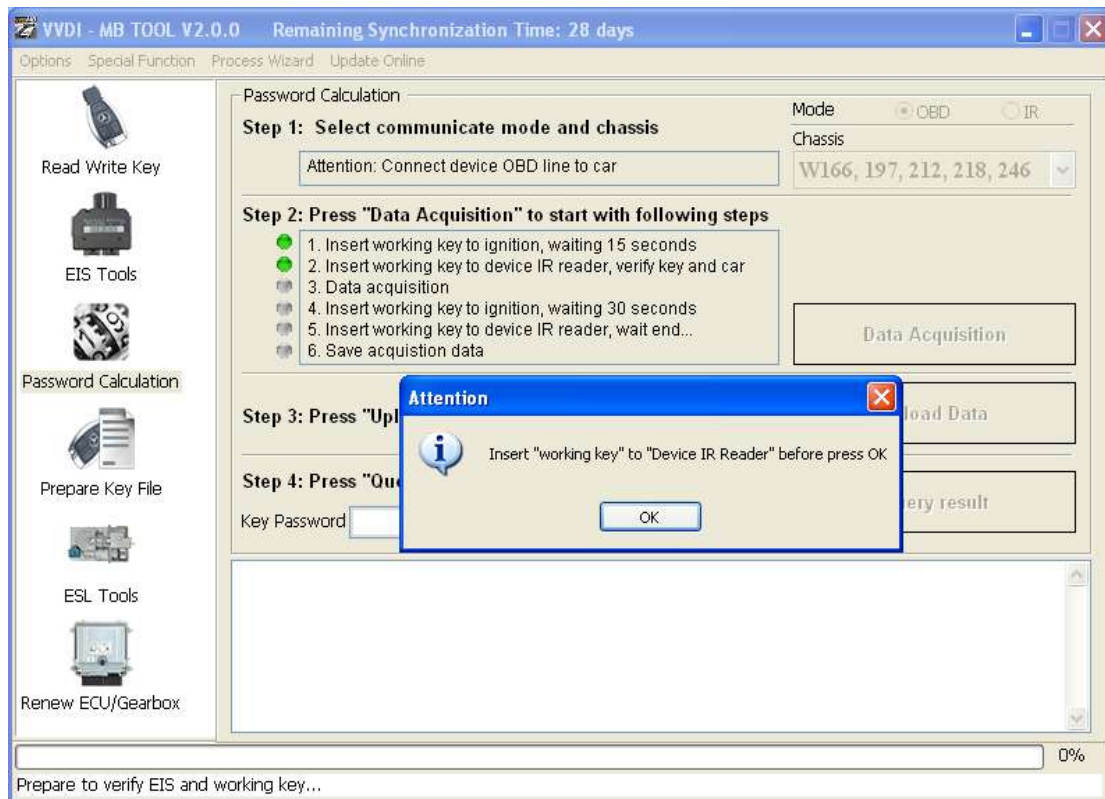 VVDI - MB TOOL V2.0.0 Remaining Synchronization Time: 28 days
Options Special Function Process Wizard Update Online
Read Write Key
EIS Tools
Password Calculation
Prepare Key File
ESL Tools
Renew ECU/Gearbox
Password Calculation
Step 1: Select communicate mode and chassis
Attention: Connect device OBD line to car
Mode OBD IR
Chassis
W166, 197, 212, 218, 246
Step 2: Press "Data Acquisition" to start with following steps
1. Insert working key to ignition, waiting 15 seconds
2. Insert working key to device IR reader, verify key and car
3. Data acquisition
4. Insert working key to ignition, waiting 30 seconds
5. Insert working key to device IR reader, wait end...
6. Save acquistion data
Data Acquisition
Step 3: Press "Upl
load Data
Step 4: Press "Que
ery result
Key Password
Attention
Insert "working key" to "Device IR Reader" before press OK
OK
0%
Prepare to verify EIS and working key...